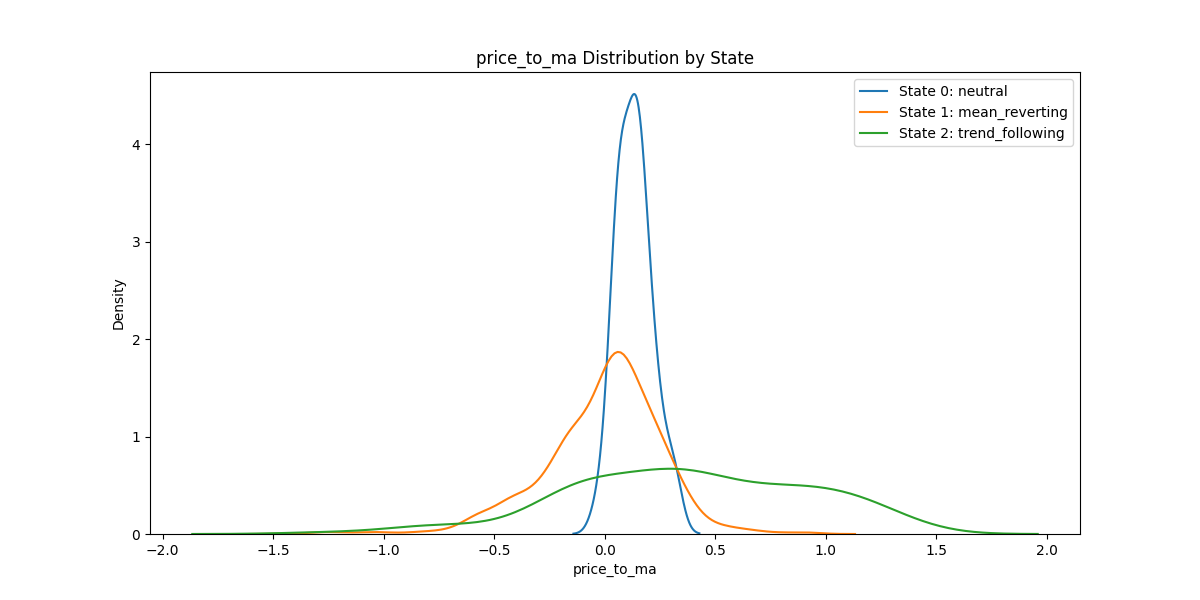 price_to_ma Distribution by State
State 0: neutral
State 1: mean_reverting
State 2: trend_following
Density
4
3
2
1
0
−2.0 −1.5 −1.0 −0.5 0.0 0.5 1.0 1.5 2.0
price_to_ma